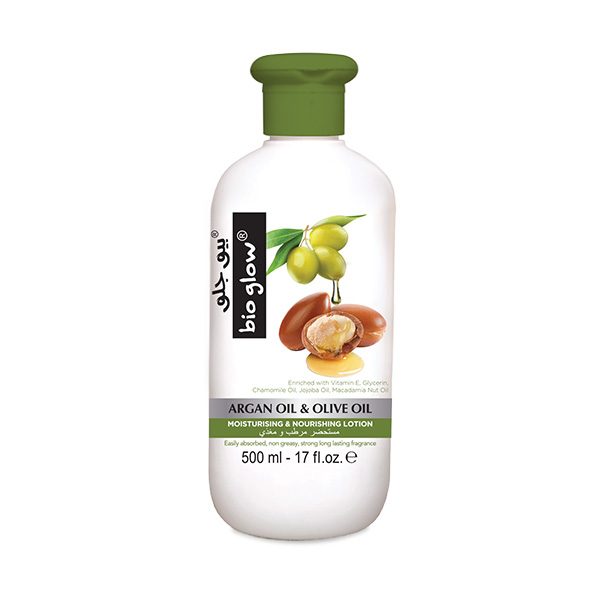 بيو جلو®
bio glow®
Enriched with Vitamin E, Glycerin,
Chamomile Oil, Jojoba Oil, Macadamia Nut Oil
ARGAN OIL & OLIVE OIL
MOISTURISING & NOURISHING LOTION
مستحضر مرطب و مغذي
Easily absorbed, non greasy, strong long lasting fragrance
500 ml - 17 fl.oz. ℮